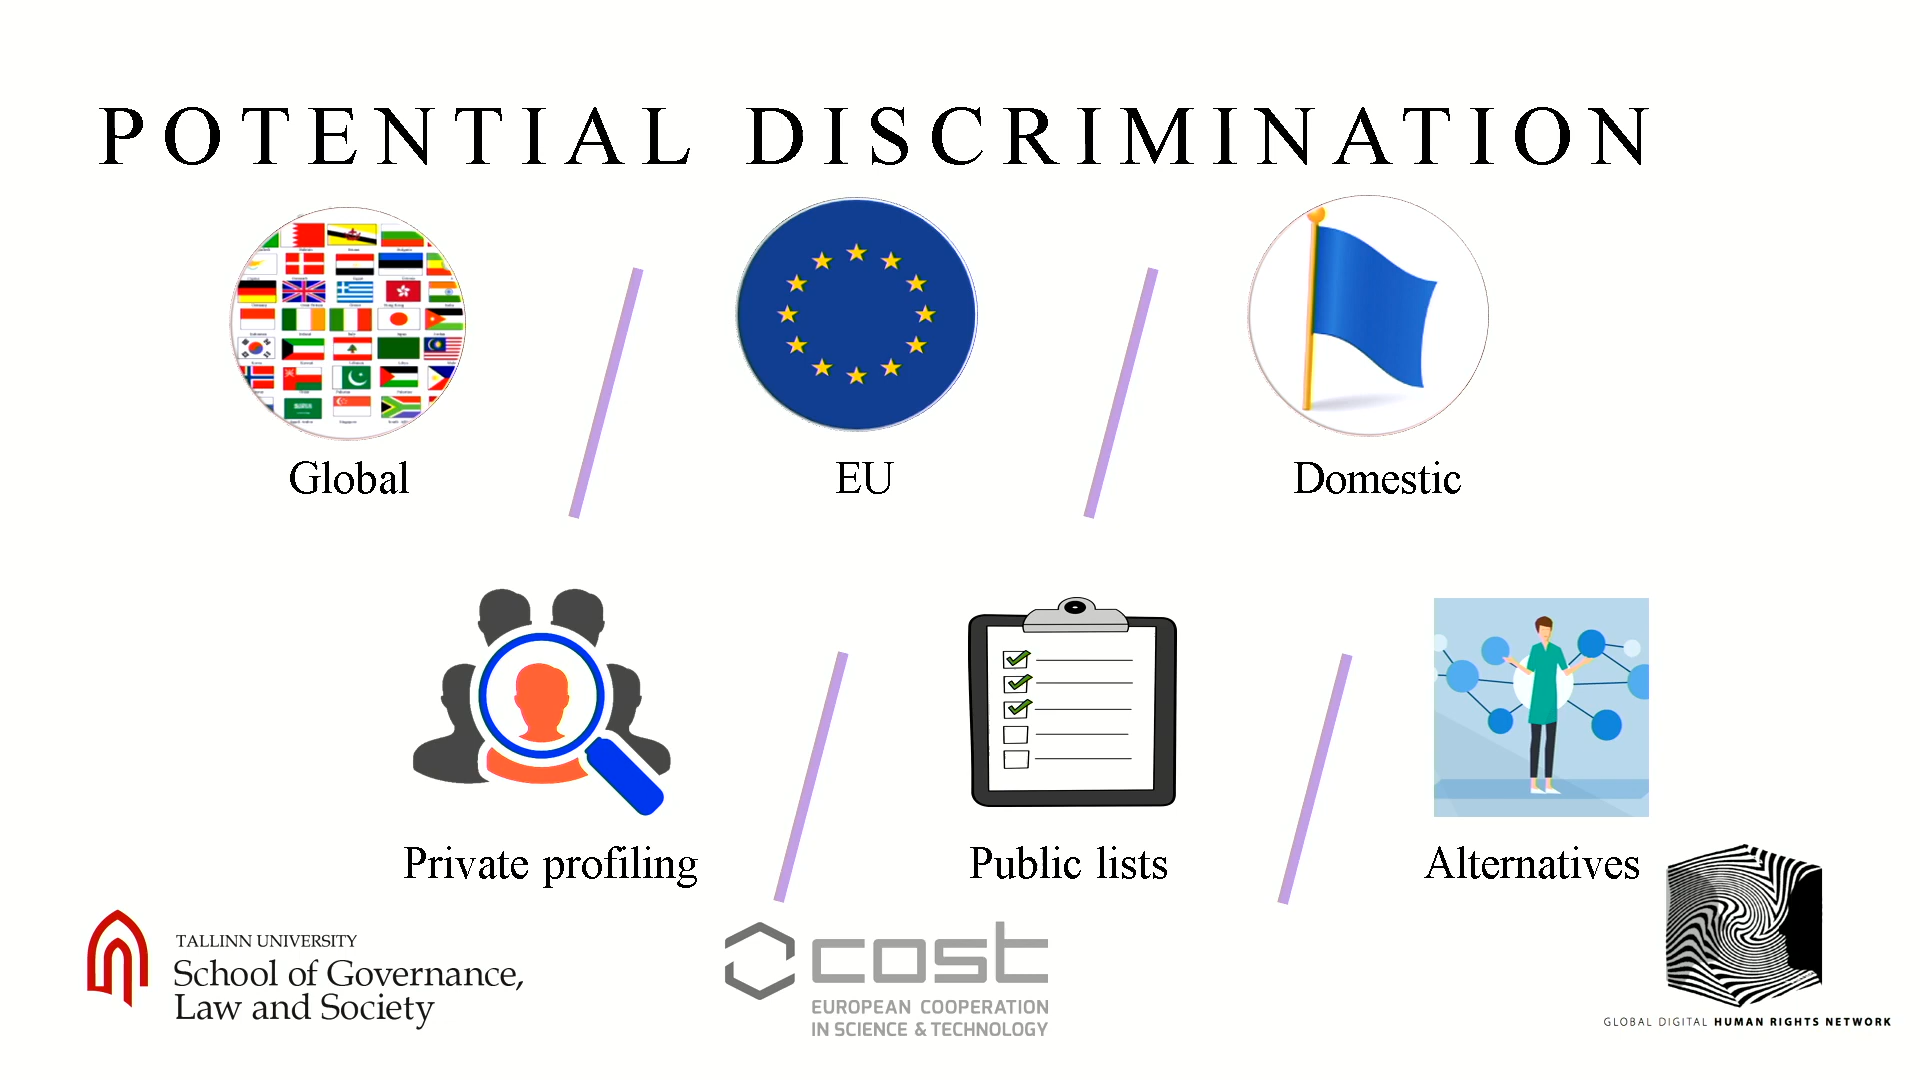 POTENTIAL DISCRIMINATION
Global
EU
Domestic
Private profiling
Public lists
Alternatives
TALLINN UNIVERSITY
School of Governance,
Law and Society
cost
EUROPEAN COOPERATION
IN SCIENCE & TECHNOLOGY
GLOBAL DIGITAL HUMAN RIGHTS NETWORK